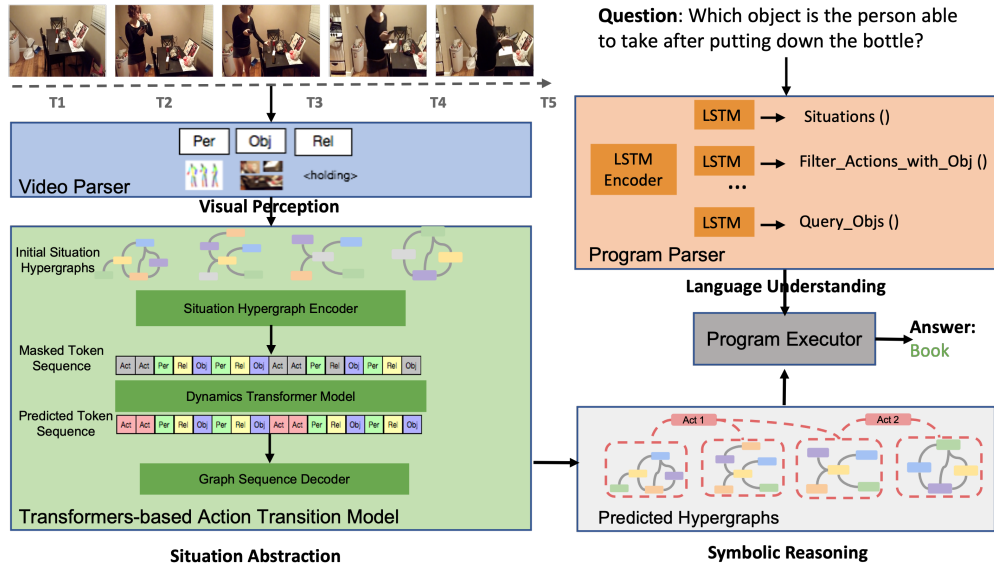 Question: Which object is the person able
to take after putting down the bottle?
T1 T2 T3 T4 T5
Per Obj Rel
<holding>
Video Parser
Visual Perception
Initial Situation
Hypergraphs
Situation Hypergraph Encoder
Masked Token
Sequence
Act Act Per Rel Obj Per Rel Obj Act Act Per Rel Obj Per Rel Obj
Dynamics Transformer Model
Predicted Token
Sequence
Act Act Per Rel Obj Per Rel Obj Act Act Per Rel Obj Per Rel Obj
Graph Sequence Decoder
Transformers-based Action Transition Model
Situation Abstraction
LSTM
Encoder
LSTM Situations ()
LSTM Filter_Actions_with_Obj ()
...
LSTM Query_Objs ()
Program Parser
Language Understanding
Program Executor
Answer:
Book
Act 1 Act 2
Predicted Hypergraphs
Symbolic Reasoning